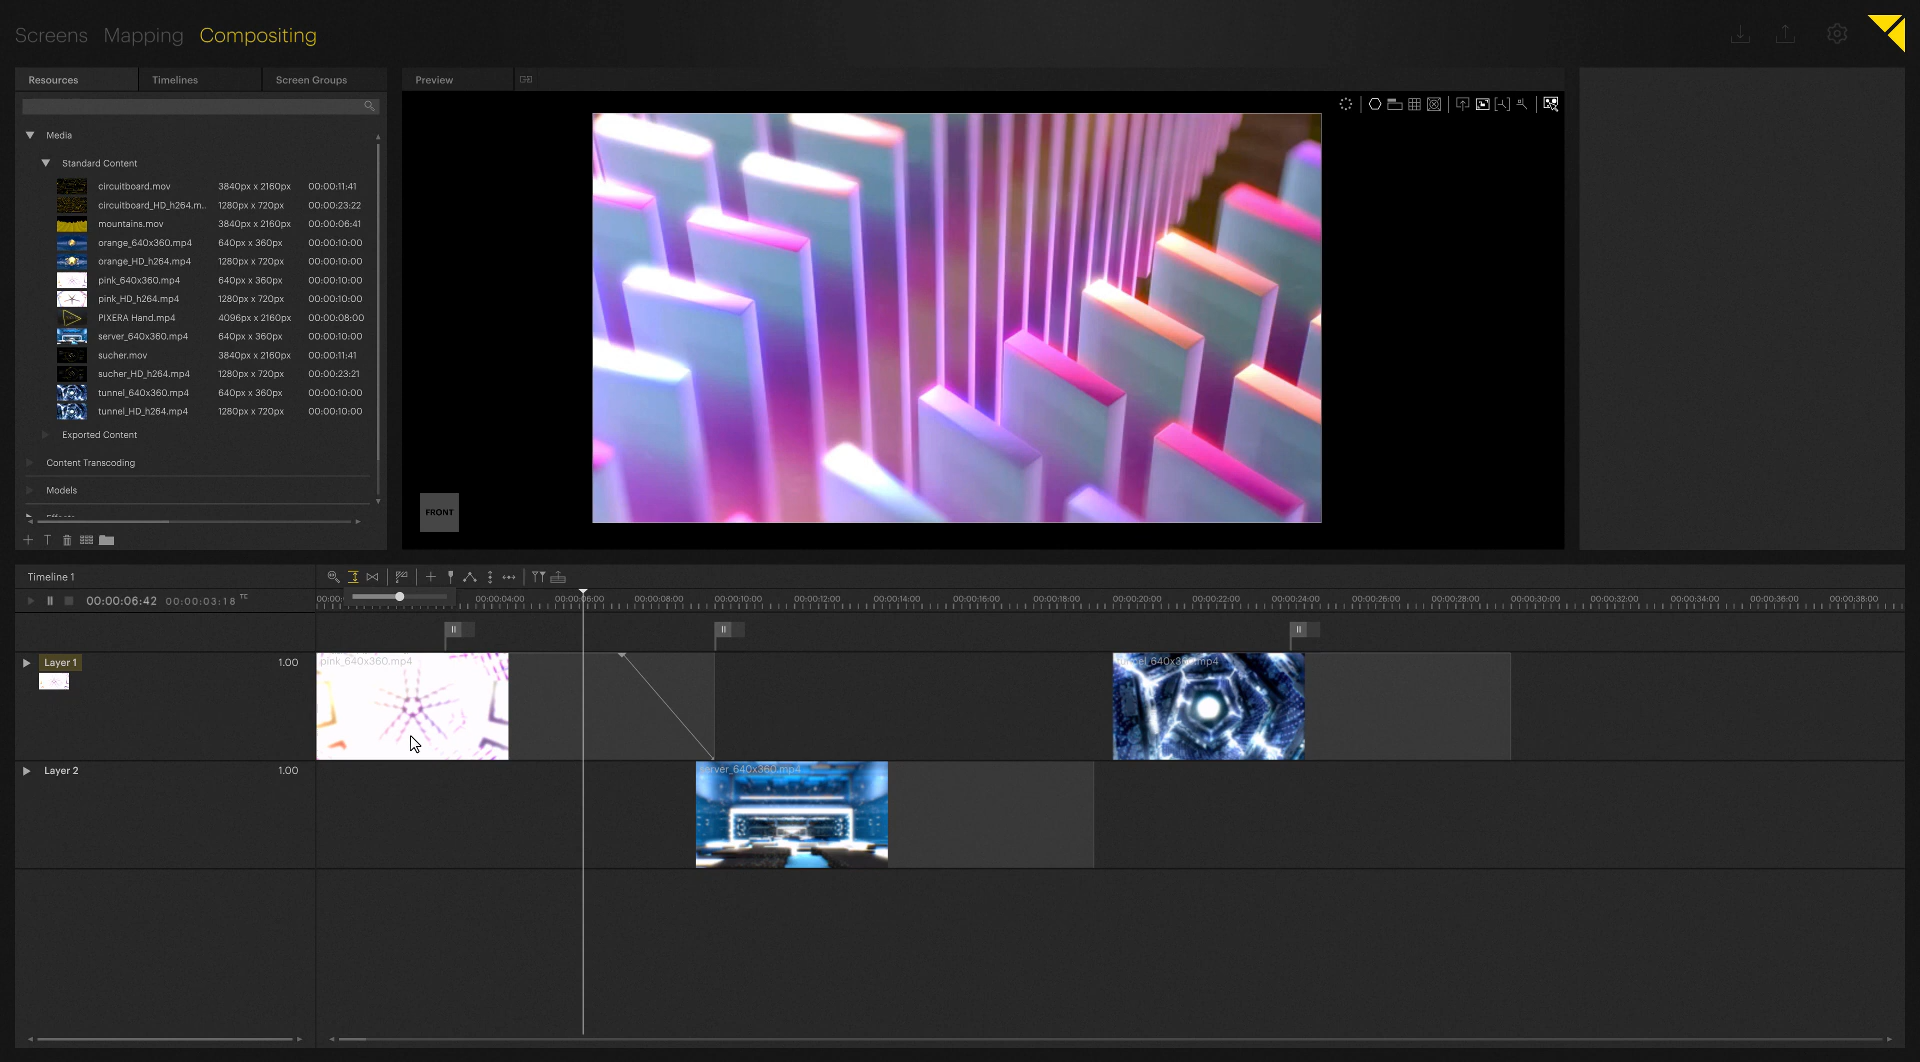 Screens Mapping Compositing
Resources Timelines Screen Groups
Preview
Media
Standard Content
circuitboard.mov 3840px x 2160px 00:00:11:41
circuitboard_HD_h264.m.. 1280px x 720px 00:00:23:22
mountains.mov 3840px x 2160px 00:00:06:41
orange_640x360.mp4 640px x 360px 00:00:10:00
orange_HD_h264.mp4 1280px x 720px 00:00:10:00
pink_640x360.mp4 640px x 360px 00:00:10:00
pink_HD_h264.mp4 1280px x 720px 00:00:10:00
PIXERA Hand.mp4 4096px x 2160px 00:00:08:00
server_640x360.mp4 640px x 360px 00:00:10:00
sucher.mov 3840px x 2160px 00:00:11:41
sucher_HD_h264.mp4 1280px x 720px 00:00:23:21
tunnel_640x360.mp4 640px x 360px 00:00:10:00
tunnel_HD_h264.mp4 1280px x 720px 00:00:10:00
Exported Content
Content Transcoding
Models
T
FRONT
Timeline 1
00:00:06:42 00:00:03:18 TC
00:00: 00:00:04:00 00:00:06:00 00:00:08:00 00:00:10:00 00:00:12:00 00:00:14:00 00:00:16:00 00:00:18:00 00:00:20:00 00:00:22:00 00:00:24:00 00:00:26:00 00:00:28:00 00:00:30:00 00:00:32:00 00:00:34:00 00:00:36:00 00:00:38:00
Layer 1 1.00
pink_640x360.mp4
tunnel_640x360.mp4
Layer 2 1.00
server_640x360.mp4